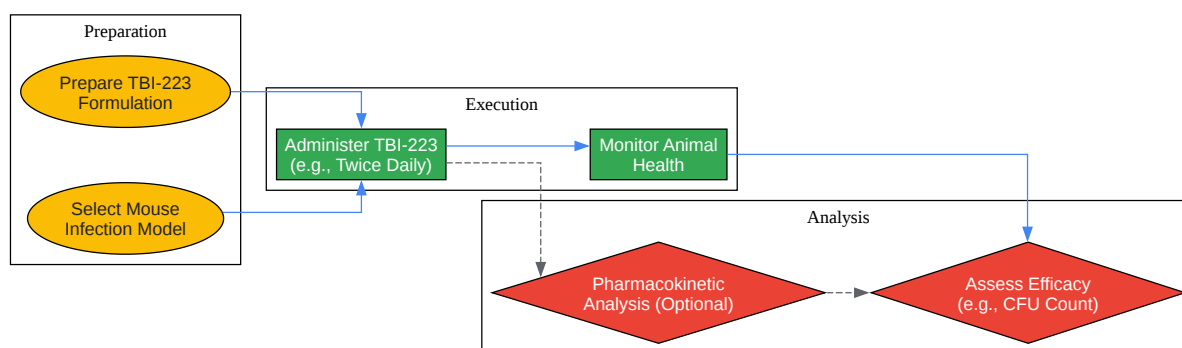 Preparation
Prepare TBI-223
Formulation
Select Mouse
Infection Model
Execution
Administer TBI-223
(e.g., Twice Daily)
Monitor Animal
Health
Analysis
Pharmacokinetic
Analysis (Optional)
Assess Efficacy
(e.g., CFU Count)